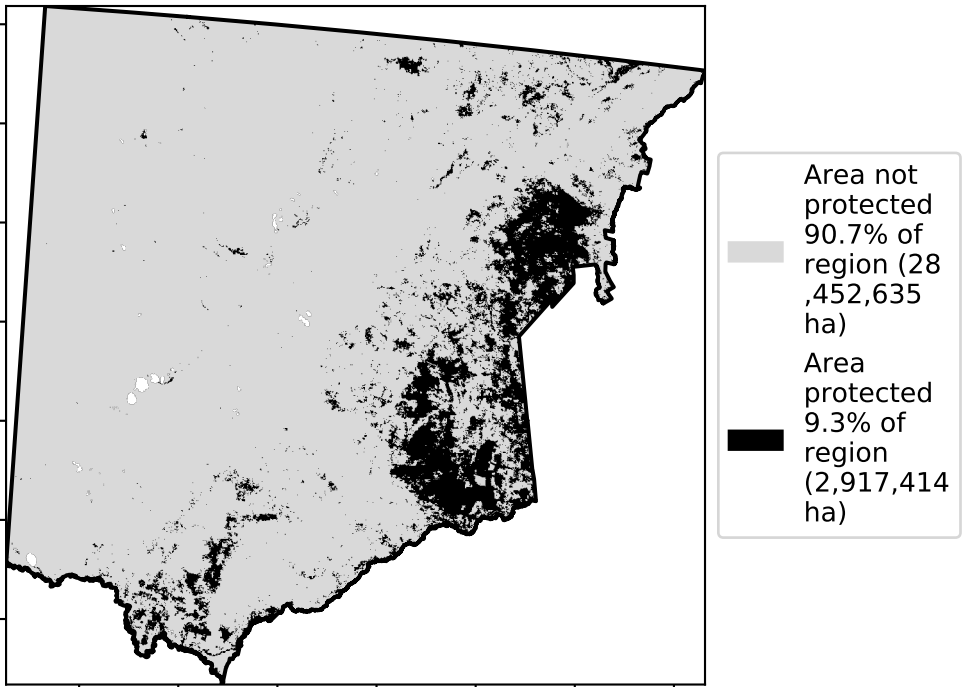 Area not
protected
90.7% of
region (28
,452,635
ha)
Area
protected
9.3% of
region
(2,917,414
ha)